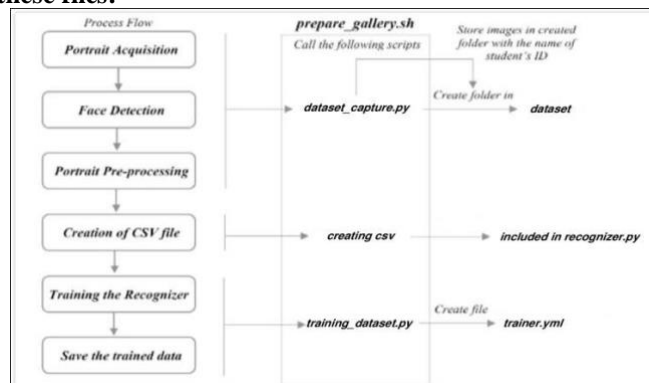 these files:
Process Flow
Portrait Acquisition
Face Detection
Portrait Pre-processing
Creation of CSV file
Training the Recognizer
Save the trained data
prepare_gallery.sh
Call the following scripts
dataset_capture.py
creating csv
training_dataset.py
Store images in created
folder with the name of
student's ID
Create folder in
dataset
included in recognizer.py
Create file
trainer.yml